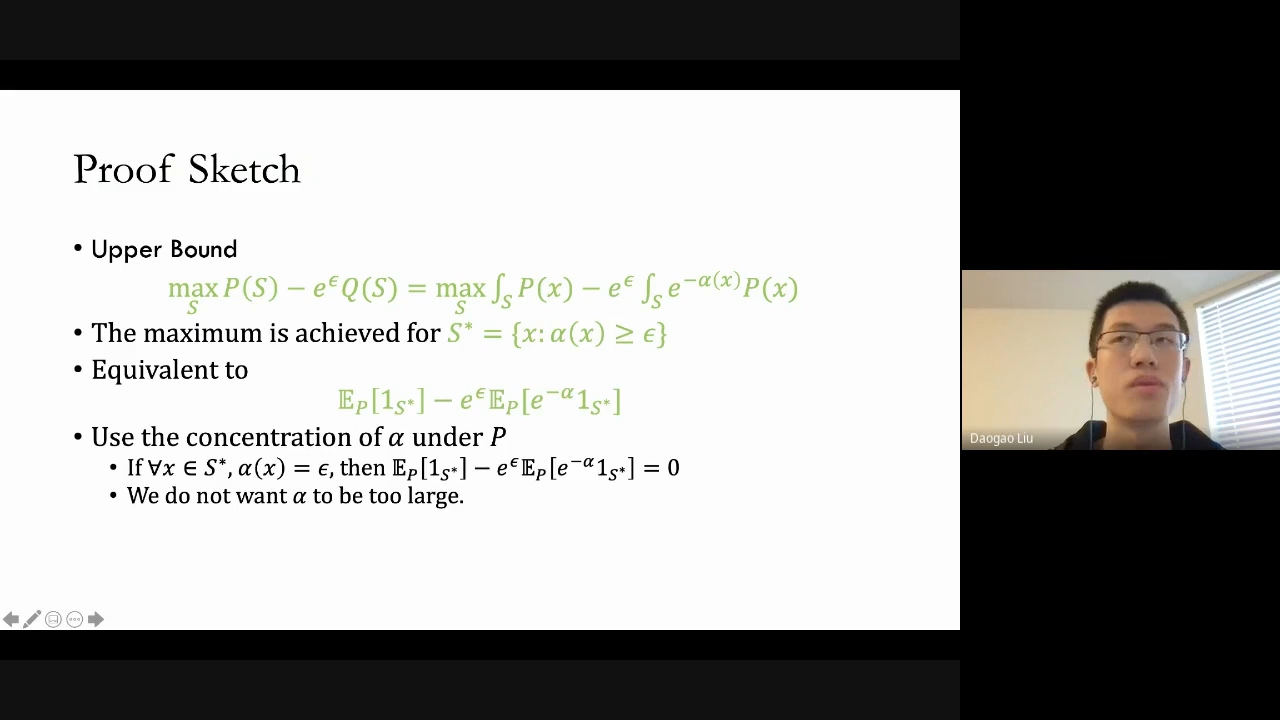 Proof Sketch
• Upper Bound
max_S P(S) − e^ϵ Q(S) = max_S ∫_S P(x) − e^ϵ ∫_S e^{−α(x)} P(x)
• The maximum is achieved for S* = {x: α(x) ≥ ϵ}
• Equivalent to
𝔼_P[1_{S*}] − e^ϵ 𝔼_P[e^{−α} 1_{S*}]
• Use the concentration of α under P
• If ∀x ∈ S*, α(x) = ϵ, then 𝔼_P[1_{S*}] − e^ϵ 𝔼_P[e^{−α} 1_{S*}] = 0
• We do not want α to be too large.
Daogao Liu